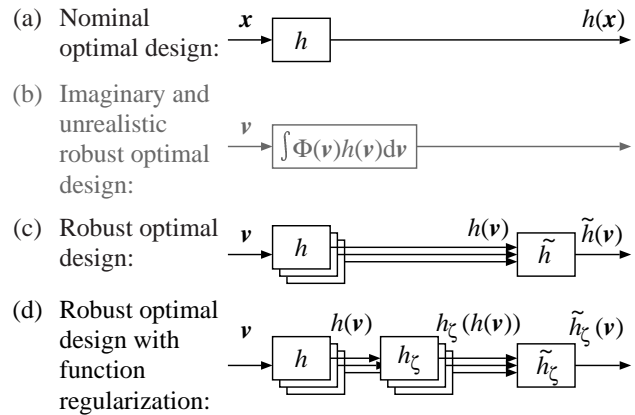 (a) Nominal optimal design: x h h(x)
(b) Imaginary and unrealistic robust optimal design: v ∫Φ(v)h(v)dv
(c) Robust optimal design: v h h(v) h̃ h̃(v)
(d) Robust optimal design with function regularization: v h h(v) hζ hζ(h(v)) h̃ζ h̃ζ(v)